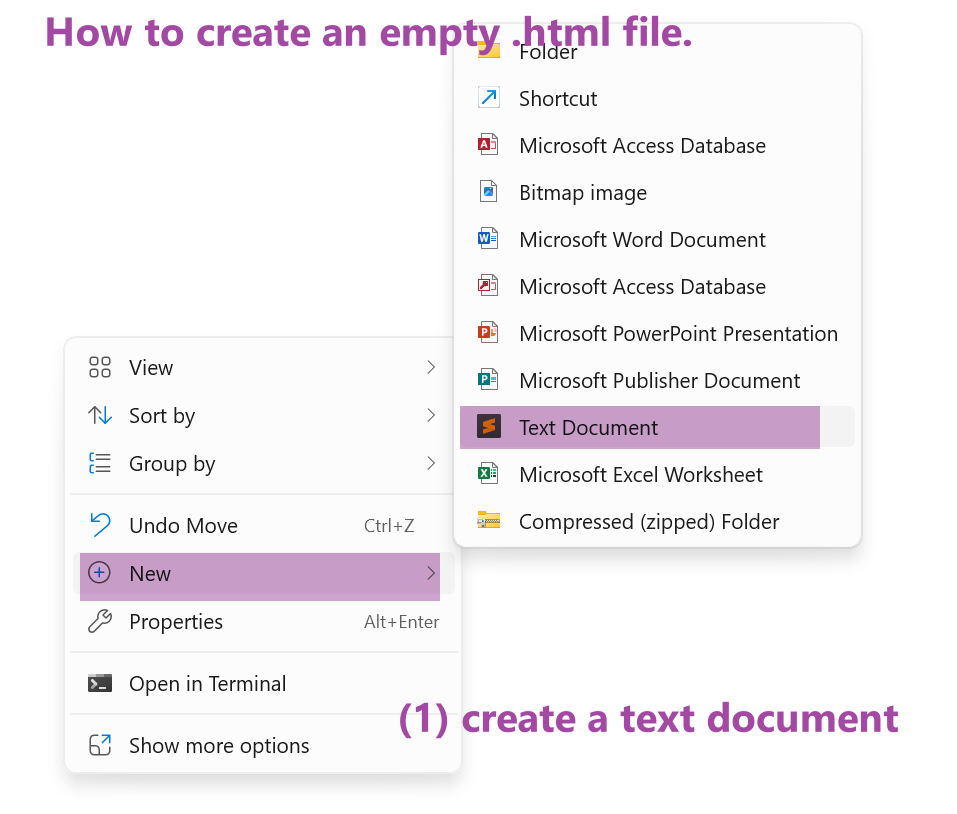 How to create an empty .html file.
Folder
Shortcut
Microsoft Access Database
Bitmap image
Microsoft Word Document
Microsoft Access Database
Microsoft PowerPoint Presentation
Microsoft Publisher Document
Text Document
Microsoft Excel Worksheet
Compressed (zipped) Folder
View
Sort by
Group by
Undo Move Ctrl+Z
New
Properties Alt+Enter
Open in Terminal
Show more options
(1) create a text document